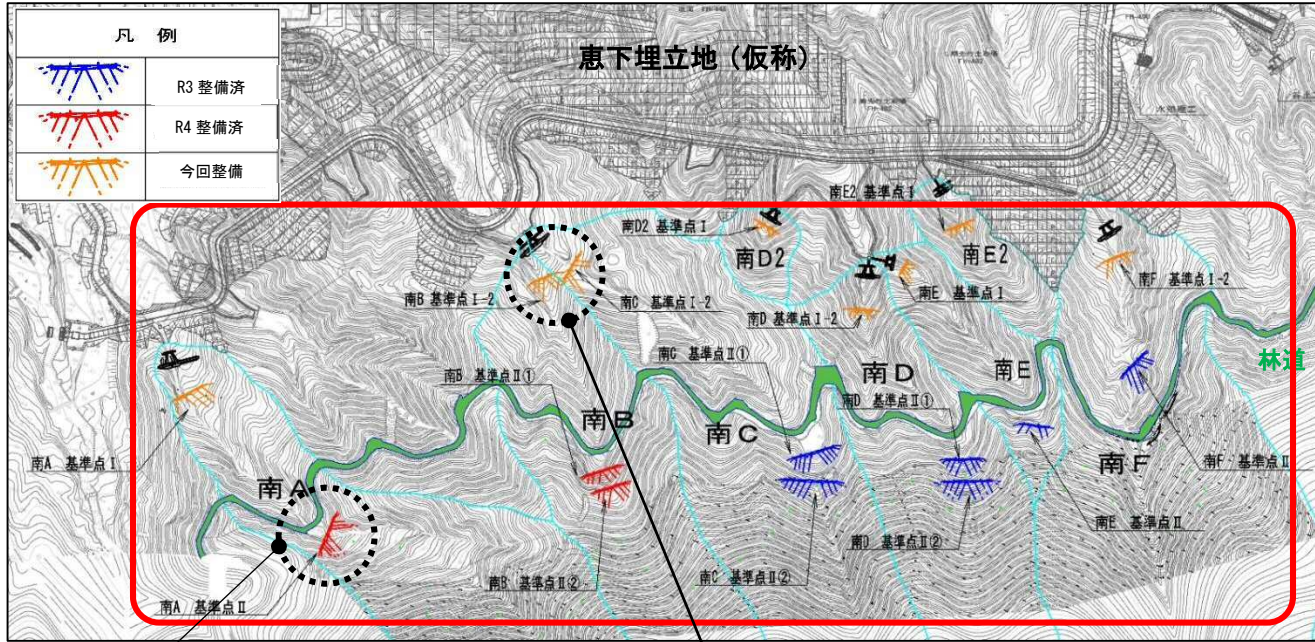 凡 例
R3 整備済
R4 整備済
今回整備
恵下埋立地（仮称）
南E2 基準点Ⅰ
南D2 基準点Ⅰ
南D2
南E2
南B 基準点Ⅰ-2
南C 基準点Ⅰ-2
南E 基準点Ⅰ
南F 基準点Ⅰ-2
南D 基準点Ⅰ-2
南C 基準点Ⅱ①
林道
南B 基準点Ⅱ①
南D
南E
南D 基準点Ⅱ①
南B
南C
南A 基準点Ⅰ
南F
南F 基準点Ⅱ
南A
南E 基準点Ⅱ
南D 基準点Ⅱ②
南B 基準点Ⅱ②
南C 基準点Ⅱ②
南A 基準点Ⅱ